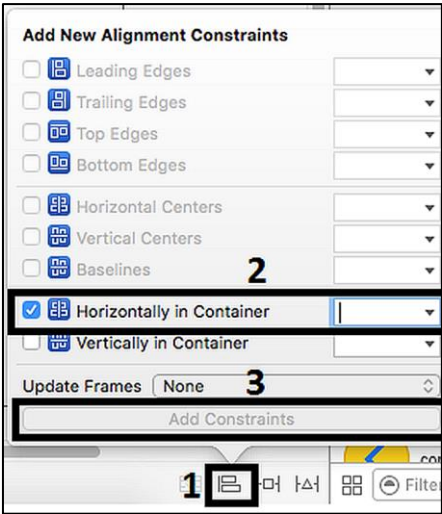 Add New Alignment Constraints
Leading Edges
Trailing Edges
Top Edges
Bottom Edges
Horizontal Centers
Vertical Centers
Baselines
2
Horizontally in Container
Vertically in Container
Update Frames None
3
Add Constraints
1
Filte